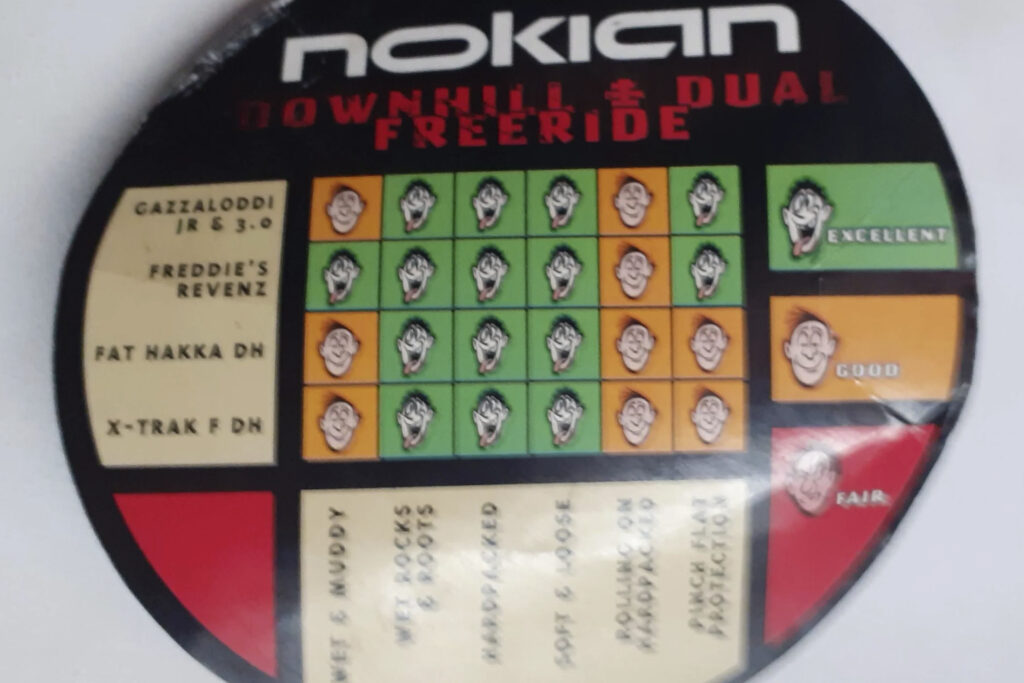 nokian
DOWNHILL & DUAL
FREERIDE
GAZZALODDI
JR & 3.0
FREDDIE'S
REVENZ
FAT HAKKA DH
X-TRAK F DH
EXCELLENT
GOOD
FAIR
WET & MUDDY
WET ROCKS
& ROOTS
HARDPACKED
SOFT & LOOSE
ROLLING ON
HARDPACKED
PINCH FLAT
PROTECTION